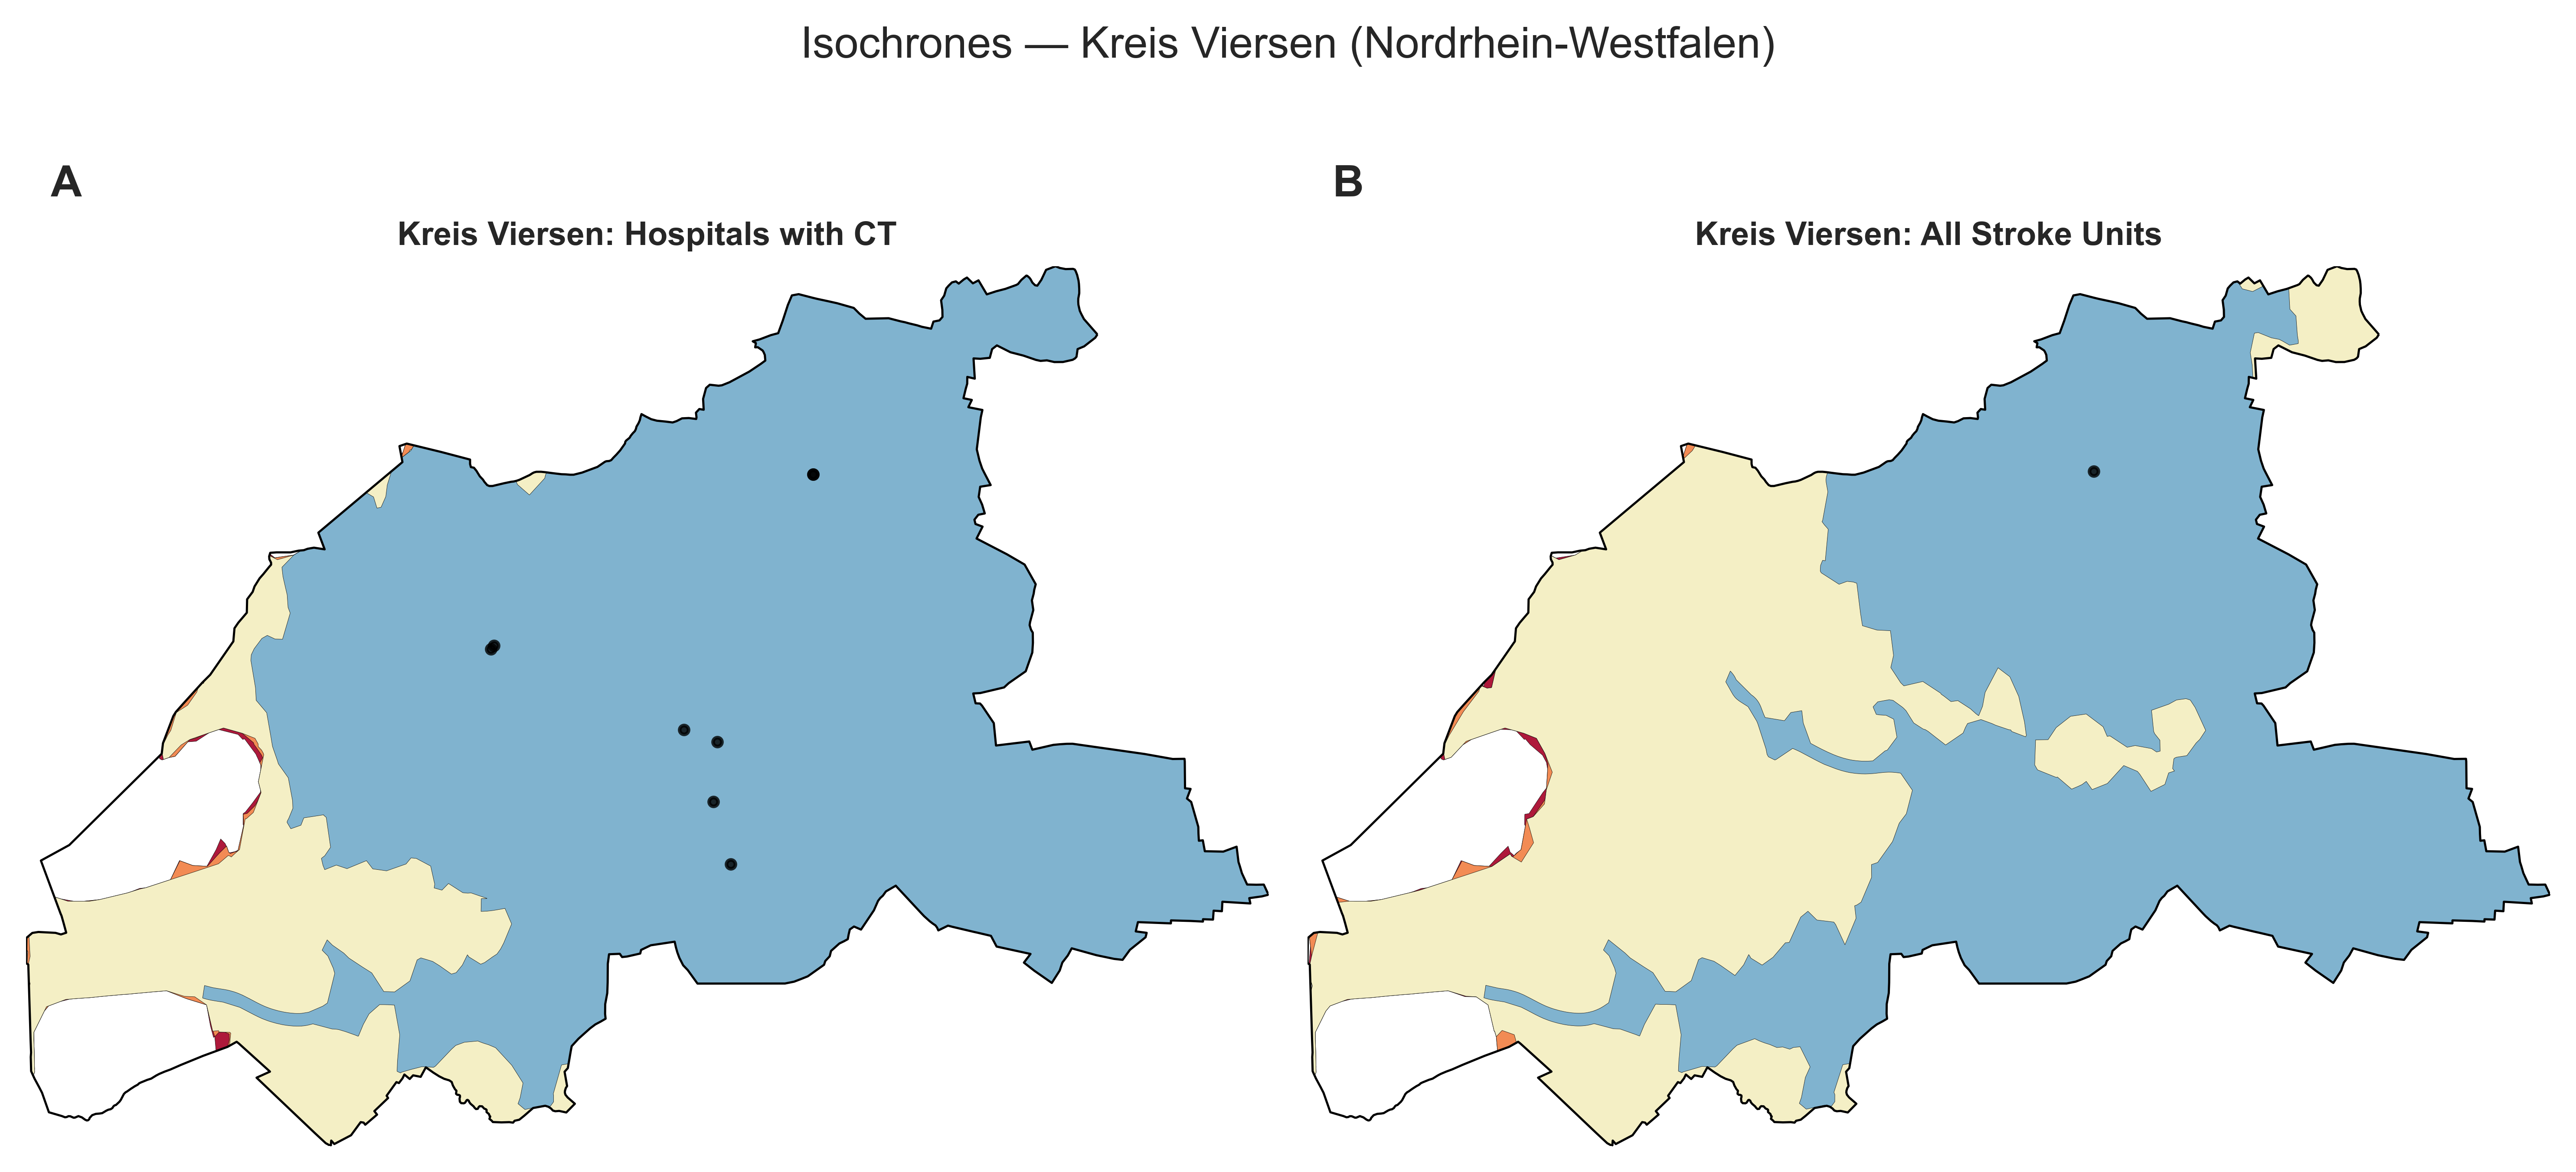 Isochrones — Kreis Viersen (Nordrhein-Westfalen)
A
B
Kreis Viersen: Hospitals with CT
Kreis Viersen: All Stroke Units